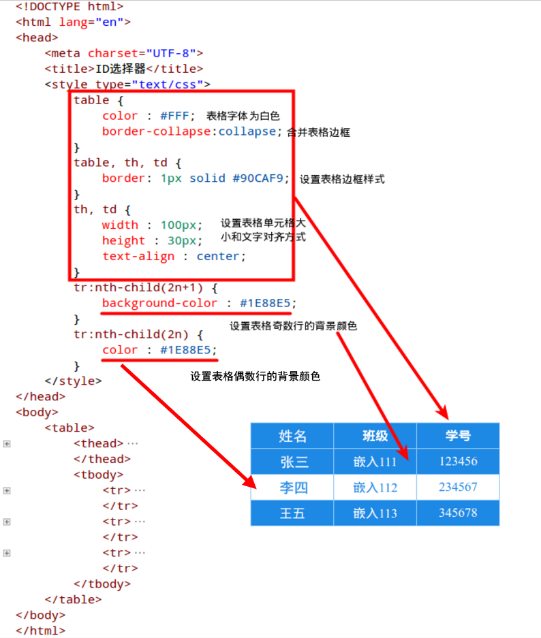 <!DOCTYPE html>
<html lang="en">
<head>
<meta charset="UTF-8">
<title>ID选择器</title>
<style type="text/css">
table {
color : #FFF; 表格字体为白色
border-collapse:collapse; 合并表格边框
}
table, th, td {
border: 1px solid #90CAF9; 设置表格边框样式
}
th, td {
width : 100px; 设置表格单元格大
height : 30px; 小和文字对齐方式
text-align : center;
}
tr:nth-child(2n+1) {
background-color : #1E88E5;
} 设置表格奇数行的背景颜色
tr:nth-child(2n) {
color : #1E88E5;
} 设置表格偶数行的背景颜色
</style>
</head>
<body>
<table>
<thead> ···
</thead>
<tbody>
<tr> ···
</tr>
<tr> ···
</tr>
<tr> ···
</tr>
</tbody>
</table>
</body>
</html>
姓名 班级 学号
张三 嵌入111 123456
李四 嵌入112 234567
王五 嵌入113 345678